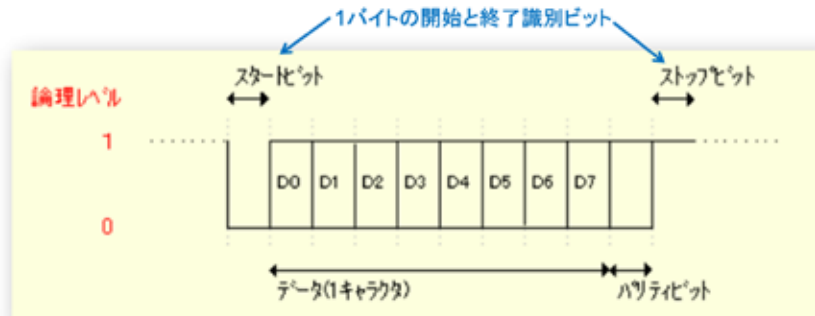 1バイトの開始と終了識別ビット
スタートビット ストップビット
論理レベル
1
D0 D1 D2 D3 D4 D5 D6 D7
0
データ(1キャラクタ) パリティビット